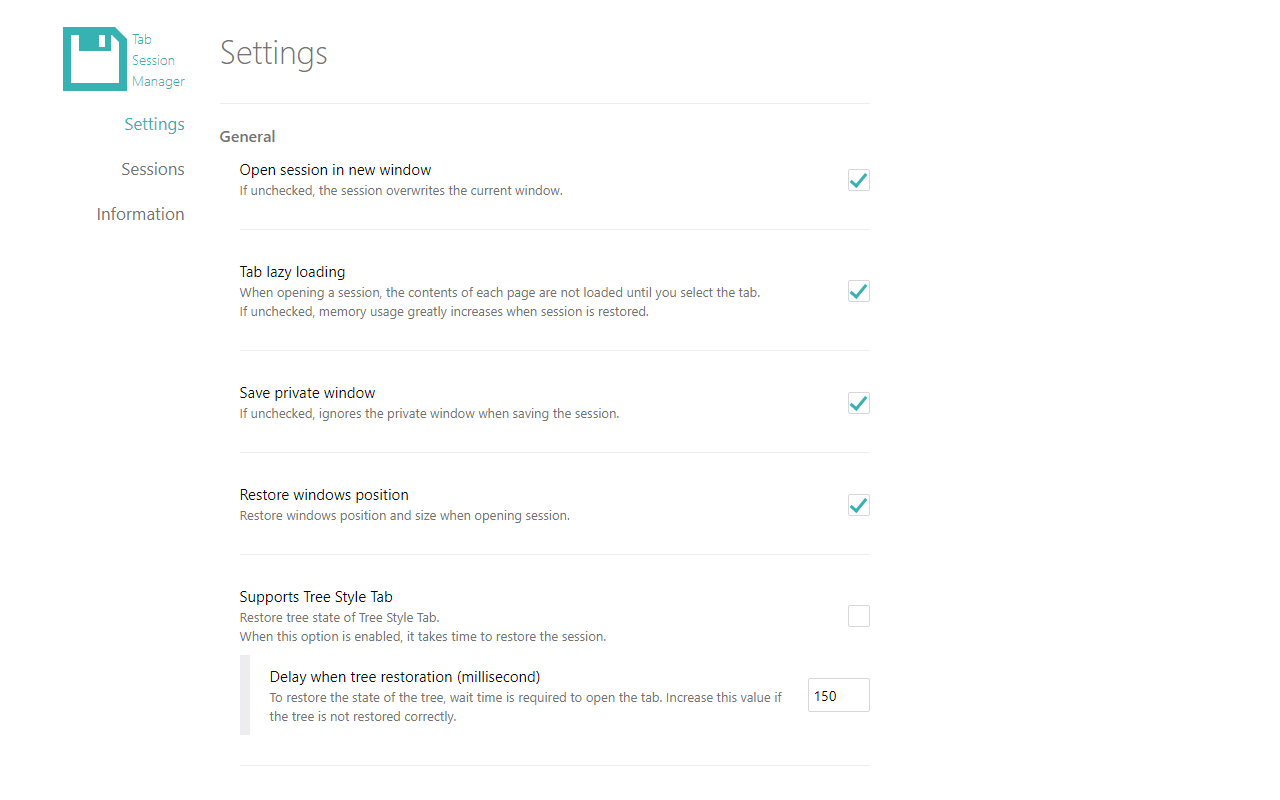 Tab
Session
Manager
Settings
Sessions
Information
Settings
General
Open session in new window
If unchecked, the session overwrites the current window.
Tab lazy loading
When opening a session, the contents of each page are not loaded until you select the tab.
If unchecked, memory usage greatly increases when session is restored.
Save private window
If unchecked, ignores the private window when saving the session.
Restore windows position
Restore windows position and size when opening session.
Supports Tree Style Tab
Restore tree state of Tree Style Tab.
When this option is enabled, it takes time to restore the session.
Delay when tree restoration (millisecond)
To restore the state of the tree, wait time is required to open the tab. Increase this value if
the tree is not restored correctly.
150